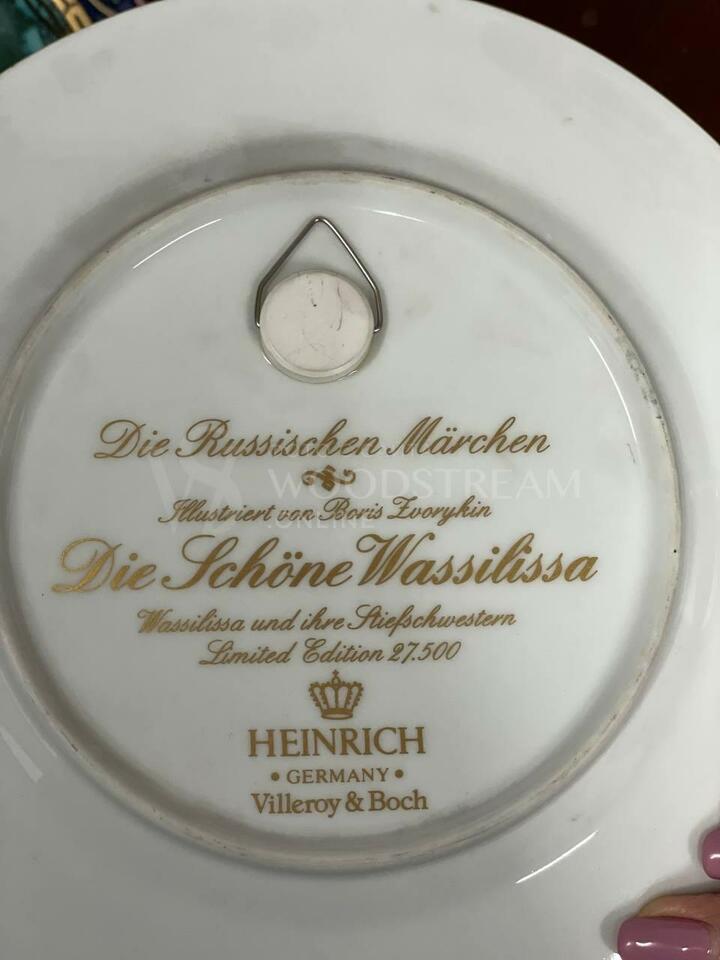 Die Russischen Märchen
WOODSTREAM
.ONLINE
Illustriert von Boris Zvorykin
Die Schöne Wassilissa
Wassilissa und ihre Stiefschwestern
Limited Edition 27.500
HEINRICH
• GERMANY •
Villeroy & Boch